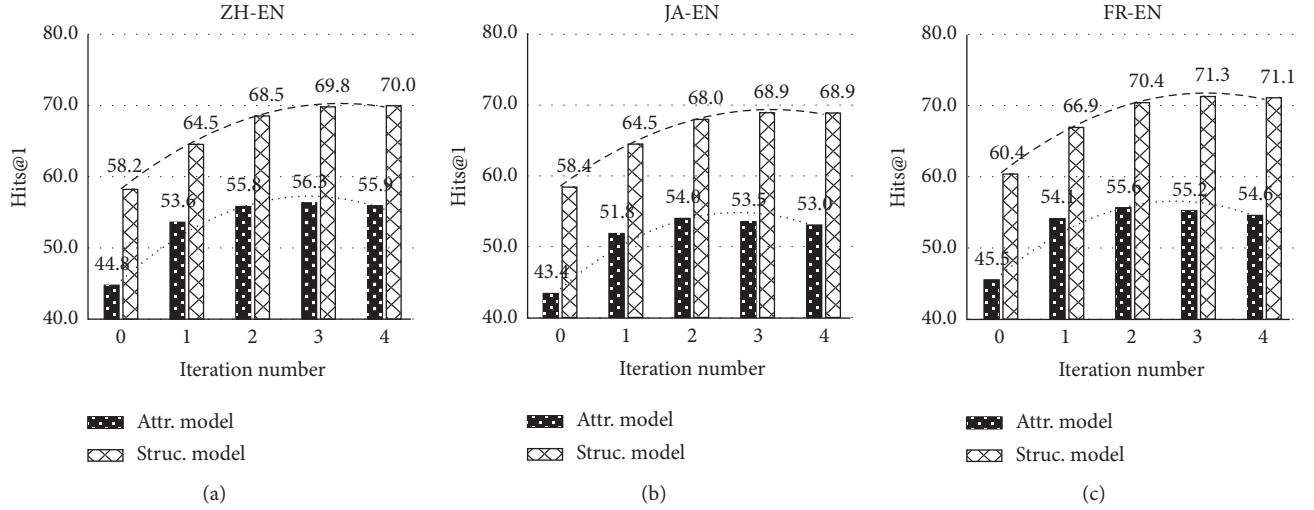 ZH-EN
80.0
70.0
60.0
50.0
40.0
Hits@1
58.2
64.5
68.5
69.8
70.0
44.8
53.6
55.8
56.3
55.9
0 1 2 3 4
Iteration number
Attr. model
Struc. model
(a)
JA-EN
80.0
70.0
60.0
50.0
40.0
Hits@1
58.4
64.5
68.0
68.9
68.9
43.4
51.8
54.0
53.5
53.0
0 1 2 3 4
Iteration number
Attr. model
Struc. model
(b)
FR-EN
80.0
70.0
60.0
50.0
40.0
Hits@1
60.4
66.9
70.4
71.3
71.1
45.5
54.1
55.6
55.2
54.6
0 1 2 3 4
Iteration number
Attr. model
Struc. model
(c)